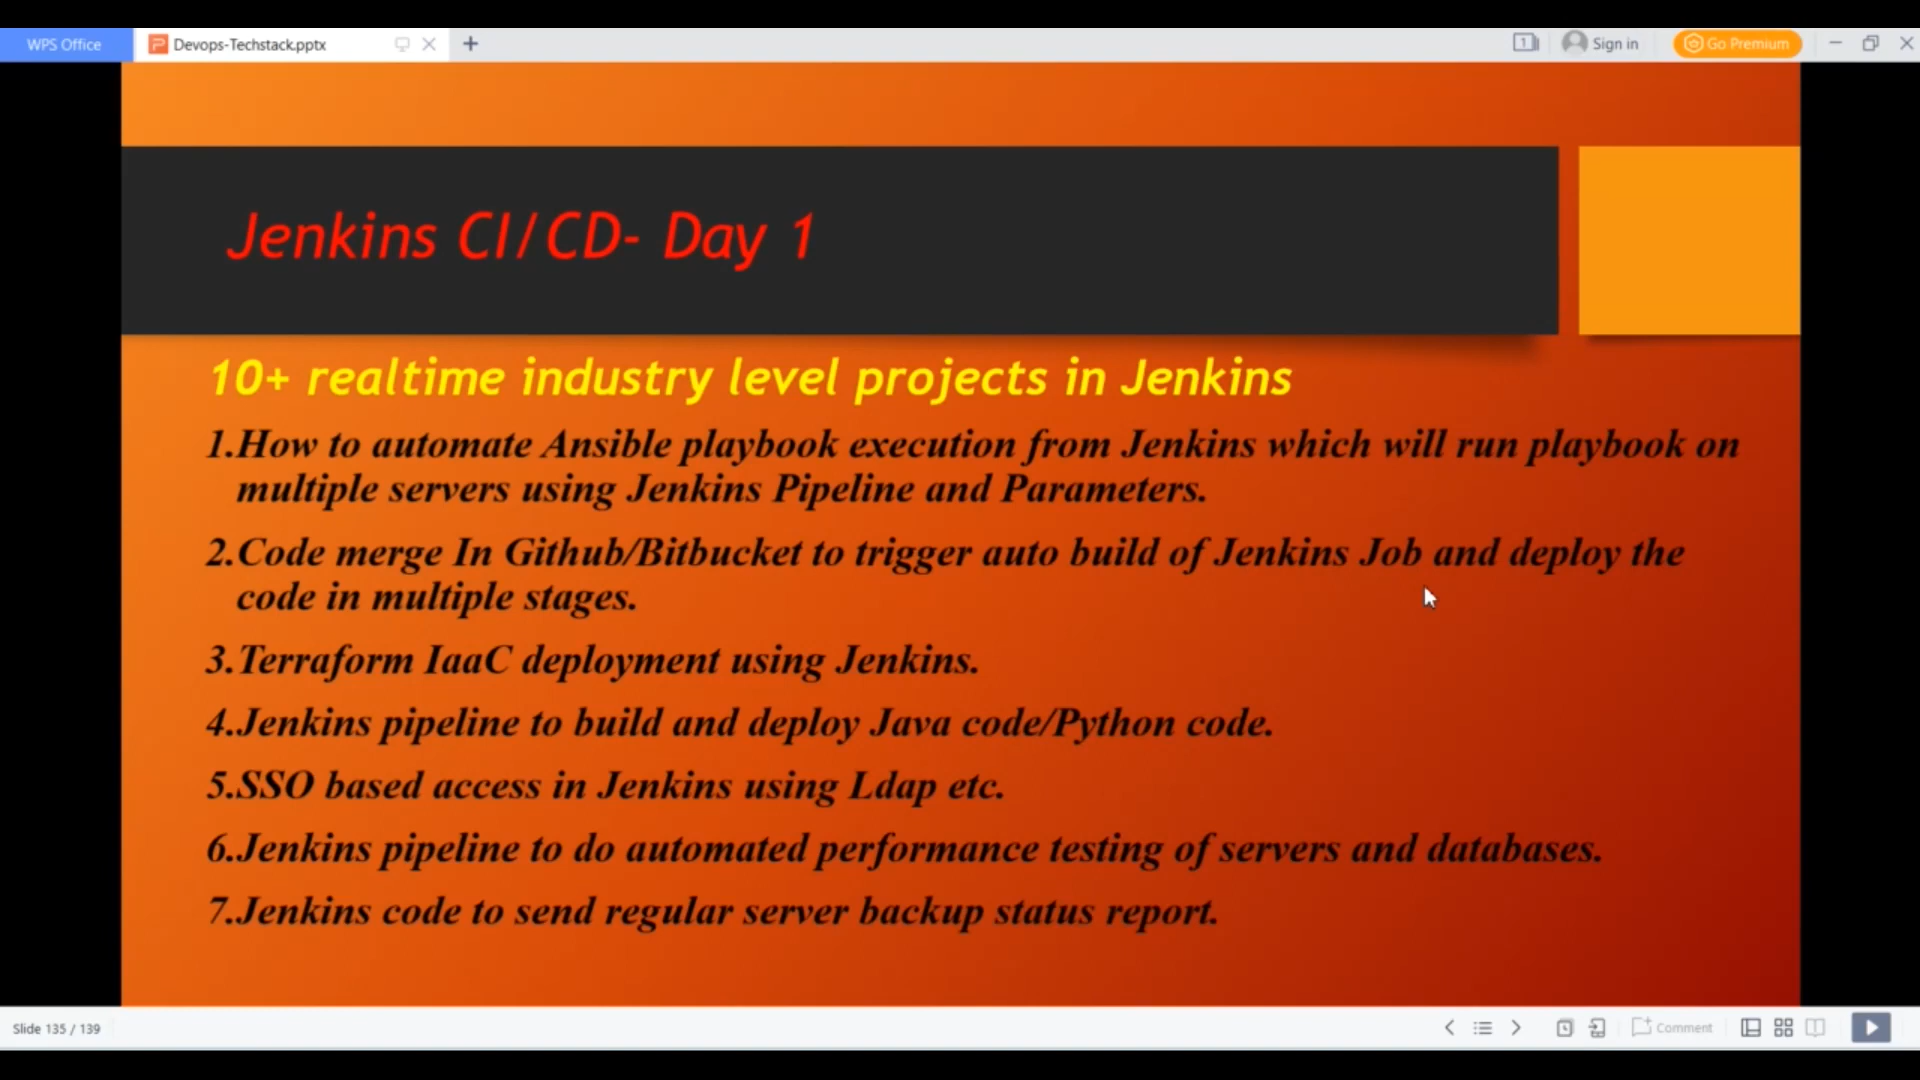 WPS Office
Devops-Techstack.pptx
1
Sign in
Go Premium
Jenkins CI/CD- Day 1
10+ realtime industry level projects in Jenkins
1.How to automate Ansible playbook execution from Jenkins which will run playbook on
multiple servers using Jenkins Pipeline and Parameters.
2.Code merge In Github/Bitbucket to trigger auto build of Jenkins Job and deploy the
code in multiple stages.
3.Terraform IaaC deployment using Jenkins.
4.Jenkins pipeline to build and deploy Java code/Python code.
5.SSO based access in Jenkins using Ldap etc.
6.Jenkins pipeline to do automated performance testing of servers and databases.
7.Jenkins code to send regular server backup status report.
Slide 135 / 139
Comment